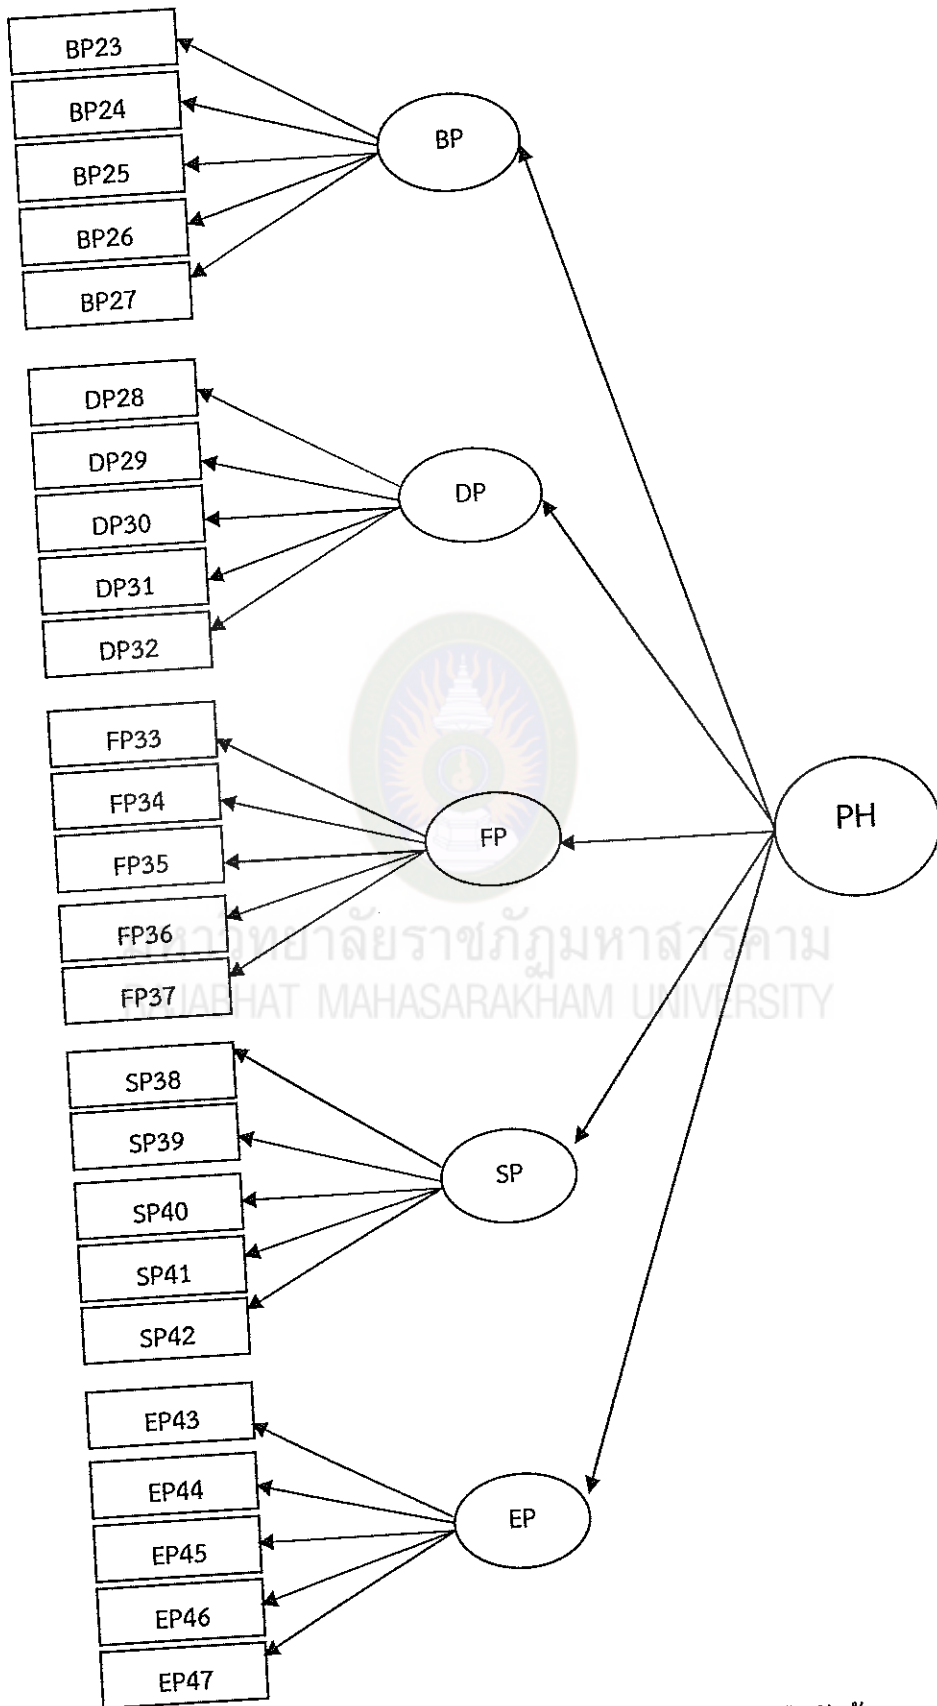 BP23
BP24
BP25
BP26
BP27
BP
DP28
DP29
DP30
DP31
DP32
DP
FP33
FP34
FP35
FP36
FP37
FP
PH
มหาวิทยาลัยราชภัฏมหาสารคาม
RAJABHAT MAHASARAKHAM UNIVERSITY
SP38
SP39
SP40
SP41
SP42
SP
EP43
EP44
EP45
EP46
EP47
EP